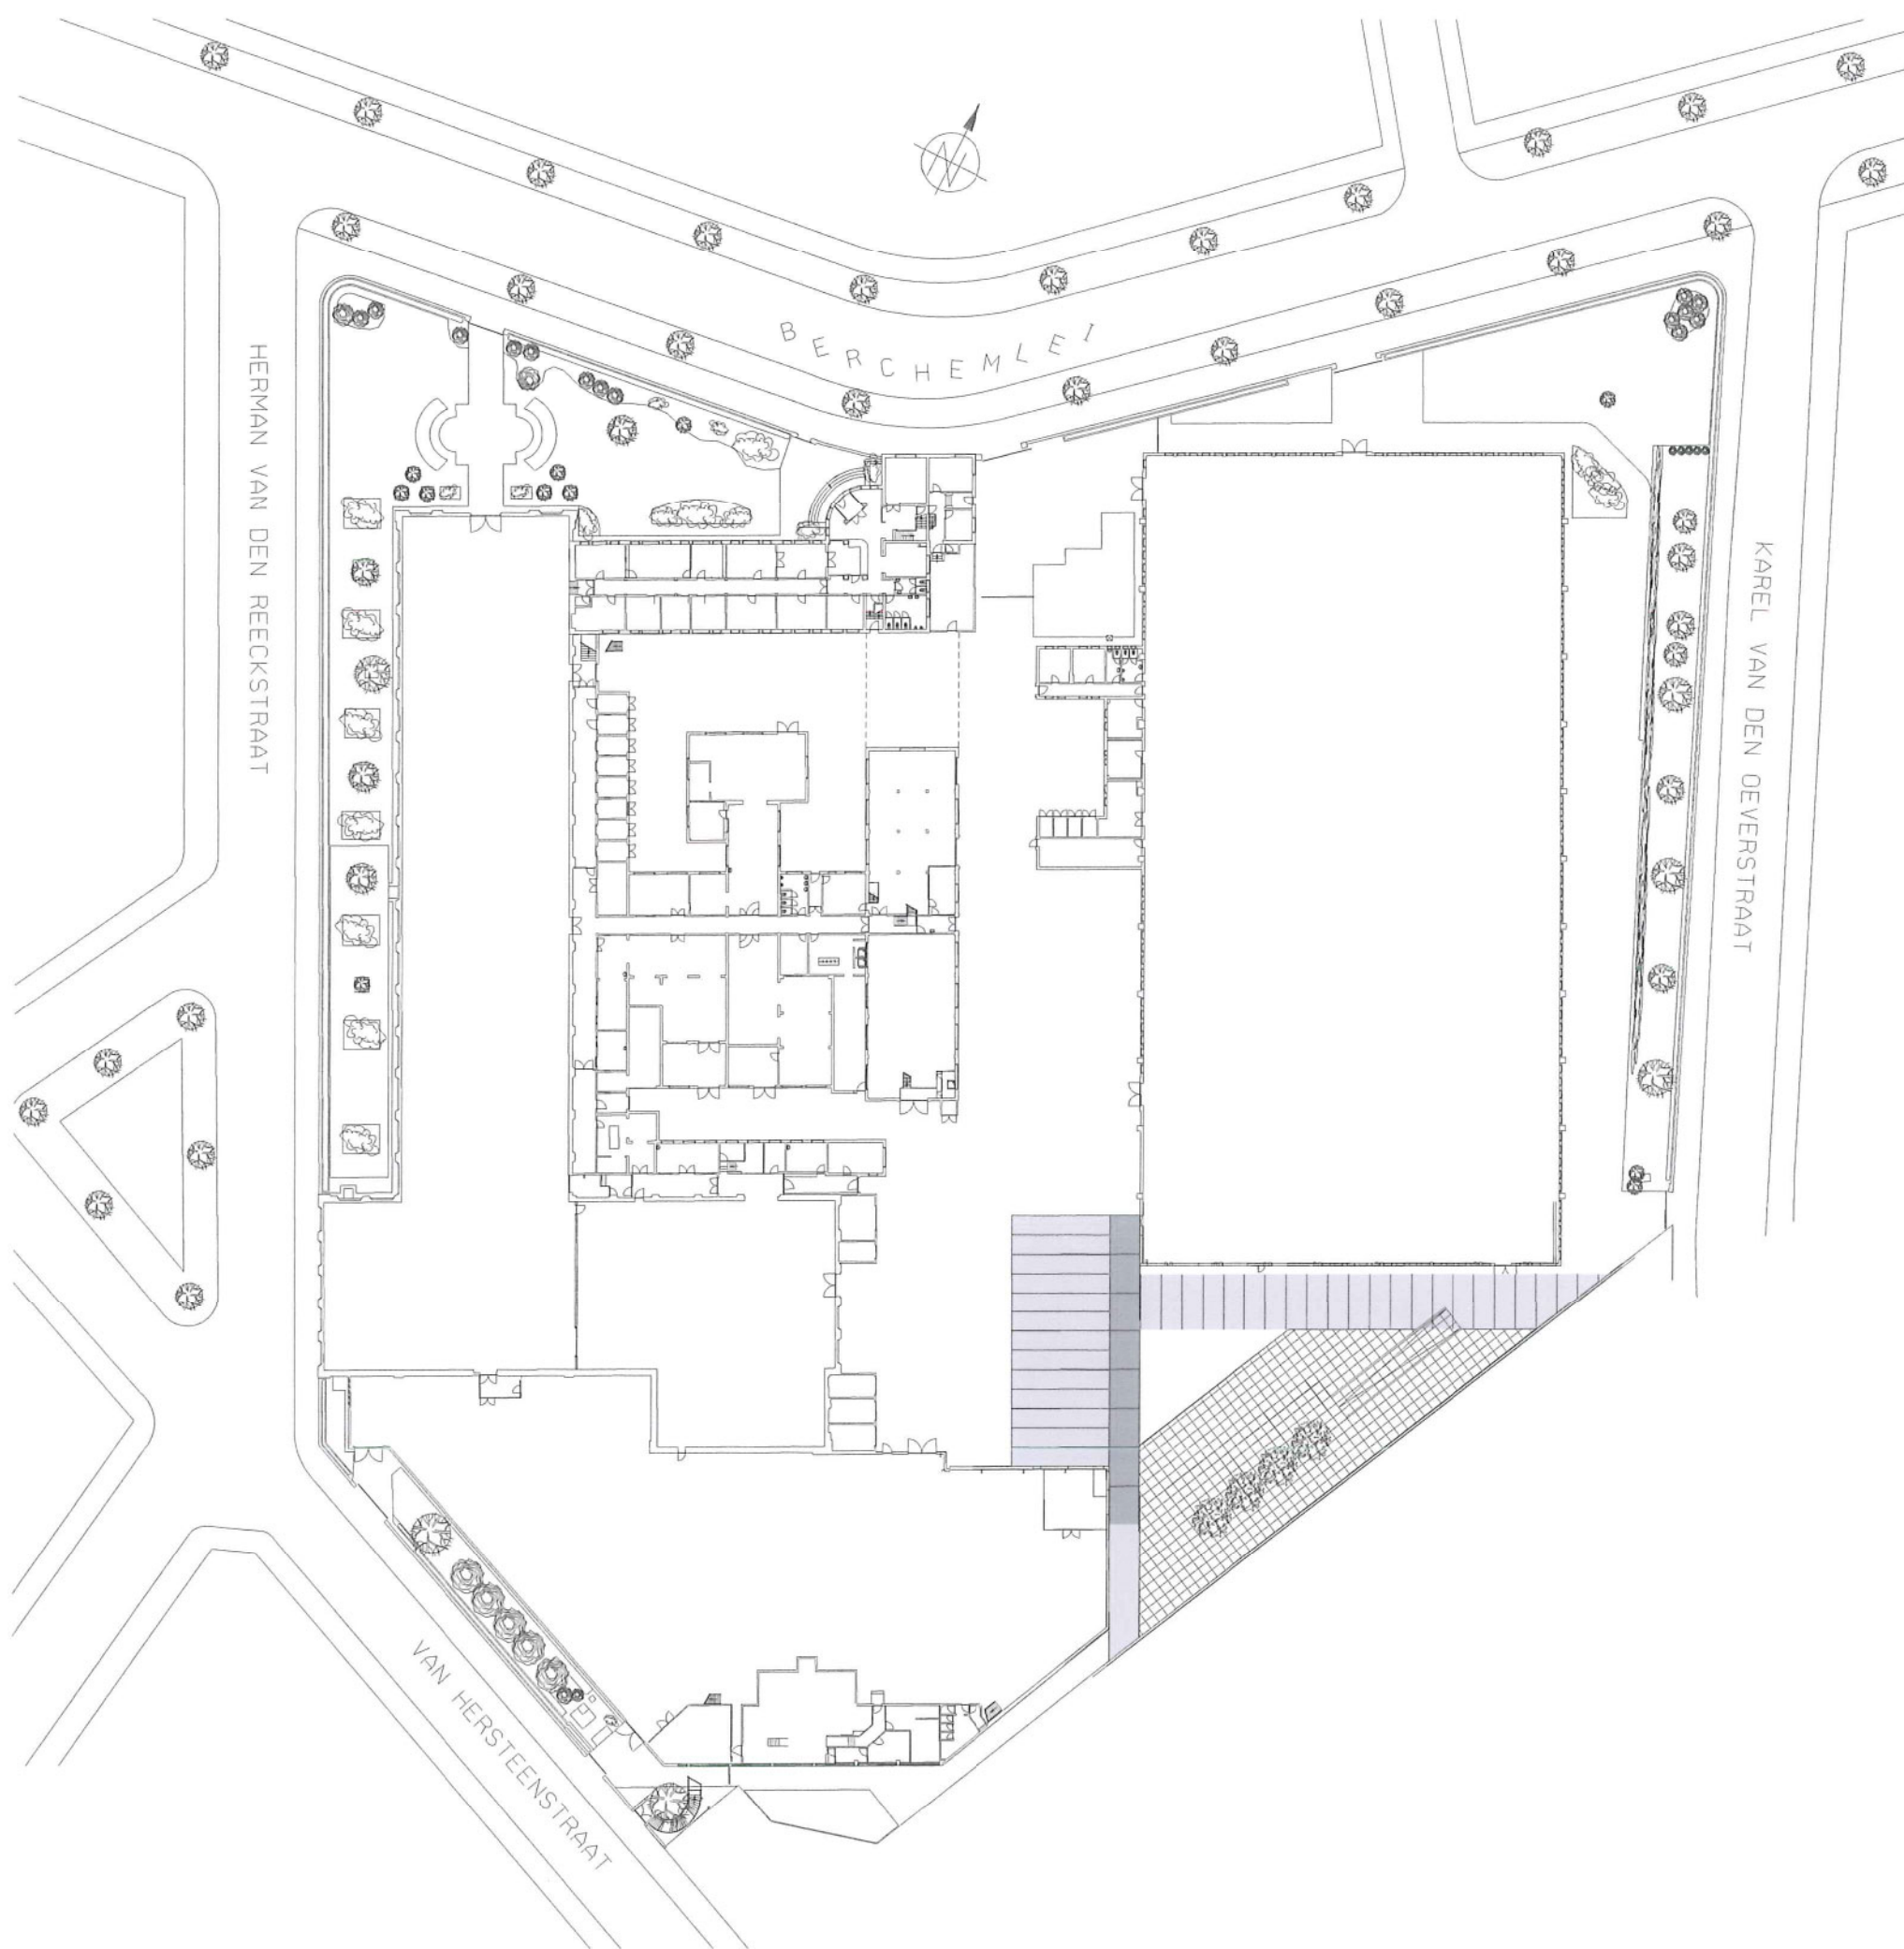 N
BERCHEMLEI
HERMAN VAN DEN REECKSTRAAT
KAREL VAN DEN OEVERSTRAAT
VAN HERSTEENSTRAAT